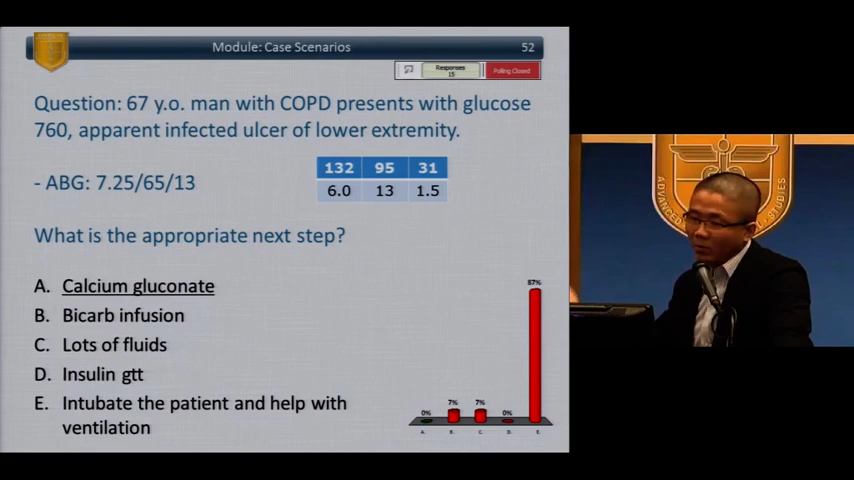 Module: Case Scenarios
52
Responses
15
Polling Closed
Question: 67 y.o. man with COPD presents with glucose
760, apparent infected ulcer of lower extremity.
- ABG: 7.25/65/13
132 95 31
6.0 13 1.5
What is the appropriate next step?
A. Calcium gluconate
B. Bicarb infusion
C. Lots of fluids
D. Insulin gtt
E. Intubate the patient and help with
ventilation
0% 7% 7% 0% 87%
A. B. C. D. E.
ADVANCED
STUDIES